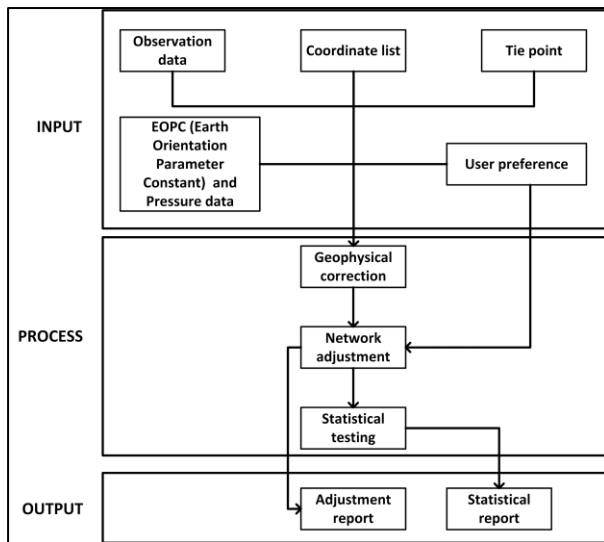 INPUT
Observation
data
Coordinate list
Tie point
EOPC (Earth
Orientation
Parameter
Constant) and
Pressure data
User preference
PROCESS
Geophysical
correction
Network
adjustment
Statistical
testing
OUTPUT
Adjustment
report
Statistical
report